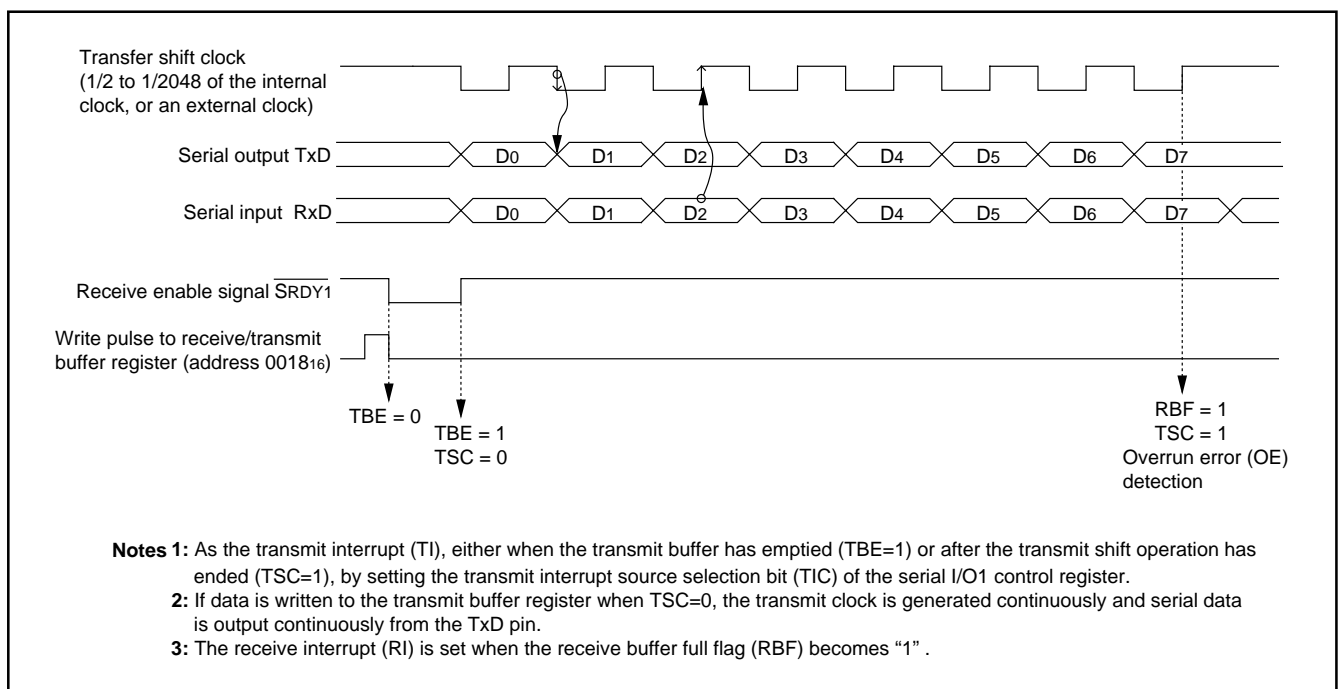 Transfer shift clock
(1/2 to 1/2048 of the internal
clock, or an external clock)
Serial output TxD
D0 D1 D2 D3 D4 D5 D6 D7
Serial input RxD
D0 D1 D2 D3 D4 D5 D6 D7
Receive enable signal SRDY1
Write pulse to receive/transmit
buffer register (address 001816)
TBE = 0
TBE = 1
TSC = 0
RBF = 1
TSC = 1
Overrun error (OE)
detection
Notes 1: As the transmit interrupt (TI), either when the transmit buffer has emptied (TBE=1) or after the transmit shift operation has
ended (TSC=1), by setting the transmit interrupt source selection bit (TIC) of the serial I/O1 control register.
2: If data is written to the transmit buffer register when TSC=0, the transmit clock is generated continuously and serial data
is output continuously from the TxD pin.
3: The receive interrupt (RI) is set when the receive buffer full flag (RBF) becomes “1” .